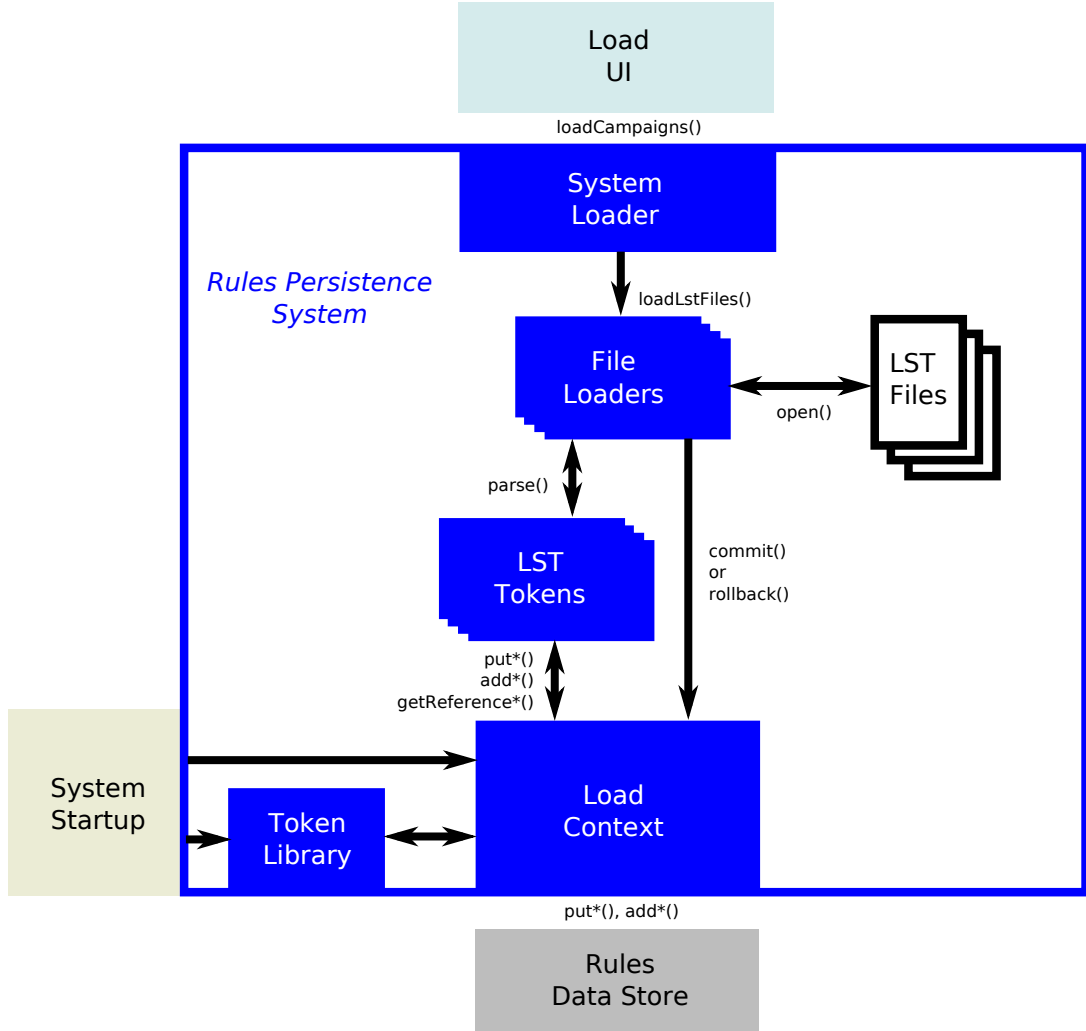 Load
UI
loadCampaigns()
System
Loader
Rules Persistence
System
loadLstFiles()
File
Loaders
LST
Files
open()
parse()
LST
Tokens
commit()
or
rollback()
put*()
add*()
getReference*()
System
Startup
Load
Context
Token
Library
put*(), add*()
Rules
Data Store